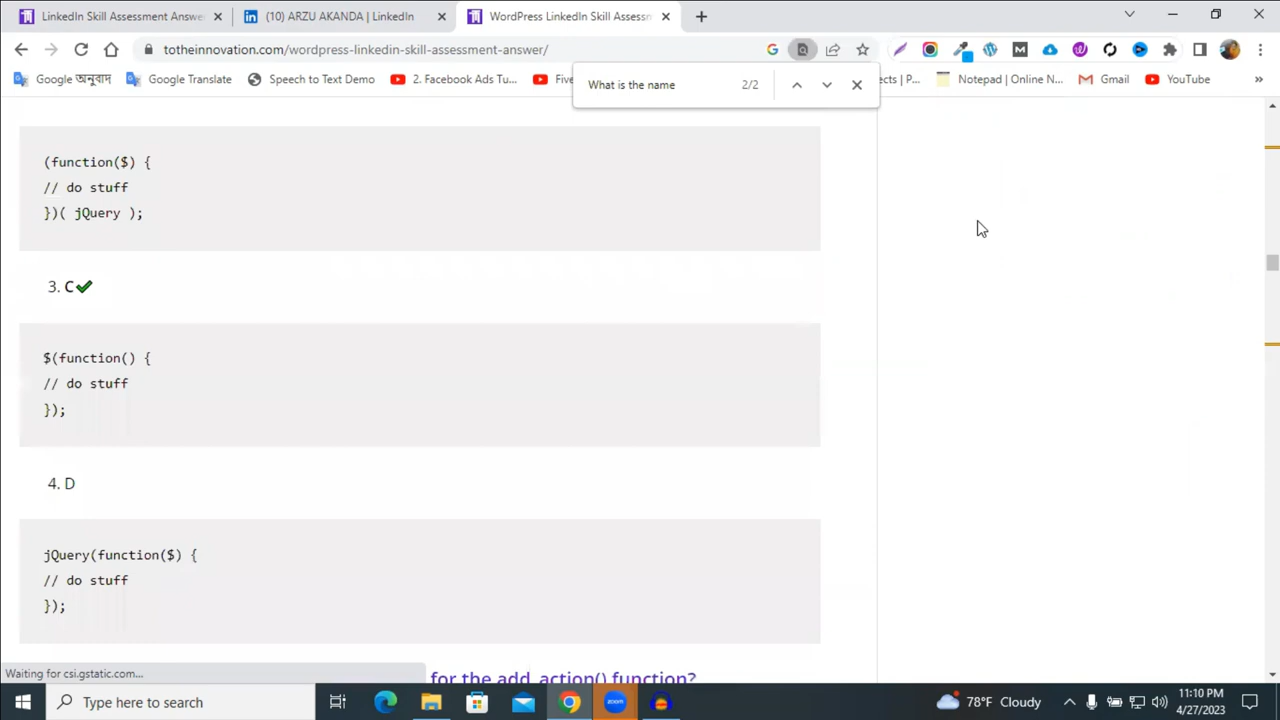 LinkedIn Skill Assessment Answe
(10) ARZU AKANDA | LinkedIn
WordPress LinkedIn Skill Assessm
totheinnovation.com/wordpress-linkedin-skill-assessment-answer/
Google অনুবাদ
Google Translate
Speech to Text Demo
2. Facebook Ads Tu...
Five
ects | P...
Notepad | Online N...
Gmail
YouTube
»
What is the name 2/2
(function($) {
// do stuff
})( jQuery );
3. C
$(function() {
// do stuff
});
4. D
jQuery(function($) {
// do stuff
});
for the add_action() function?
Waiting for csi.gstatic.com...
Type here to search
zoom
78°F Cloudy
11:10 PM
4/27/2023